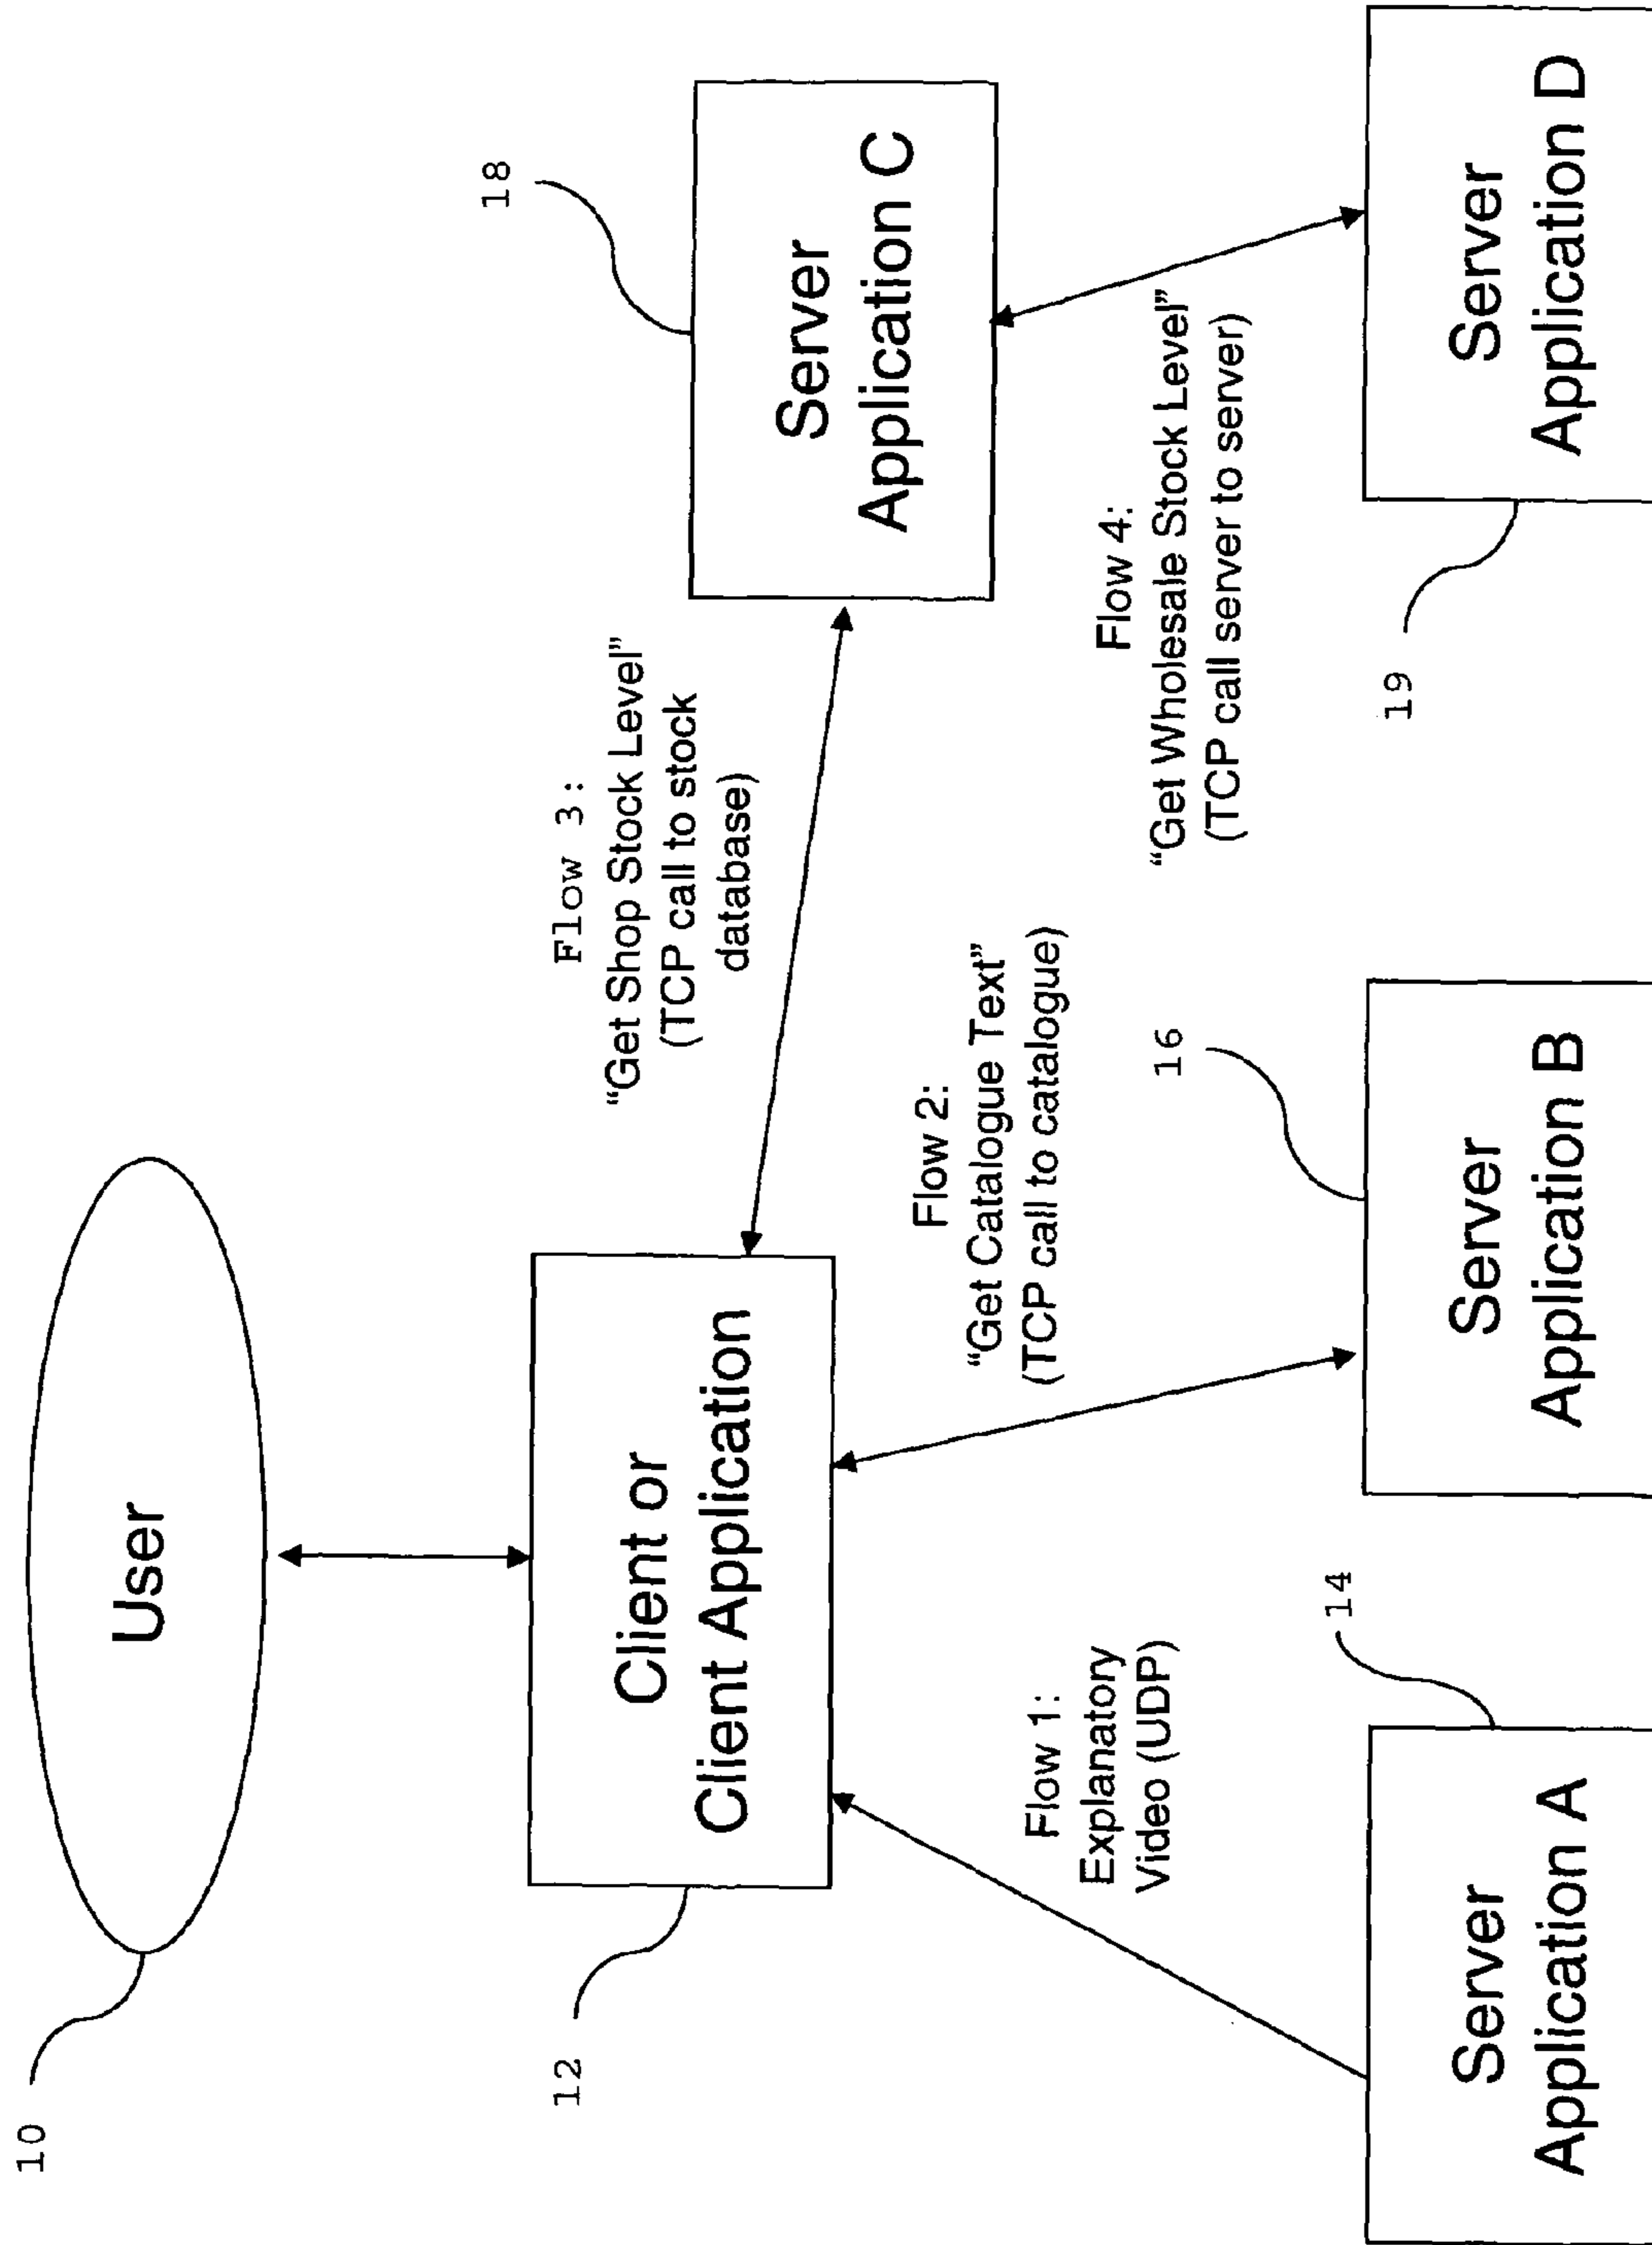 10
User
12
Client or
Client Application
Flow 3:
“Get Shop Stock Level”
(TCP call to stock
database)
18
Server
Application C
Flow 1:
Explanatory
Video (UDP)
Flow 2:
“Get Catalogue Text”
(TCP call to catalogue)
Flow 4:
“Get Wholesale Stock Level”
(TCP call server to server)
14
Server
Application A
16
Server
Application B
19
Server
Application D